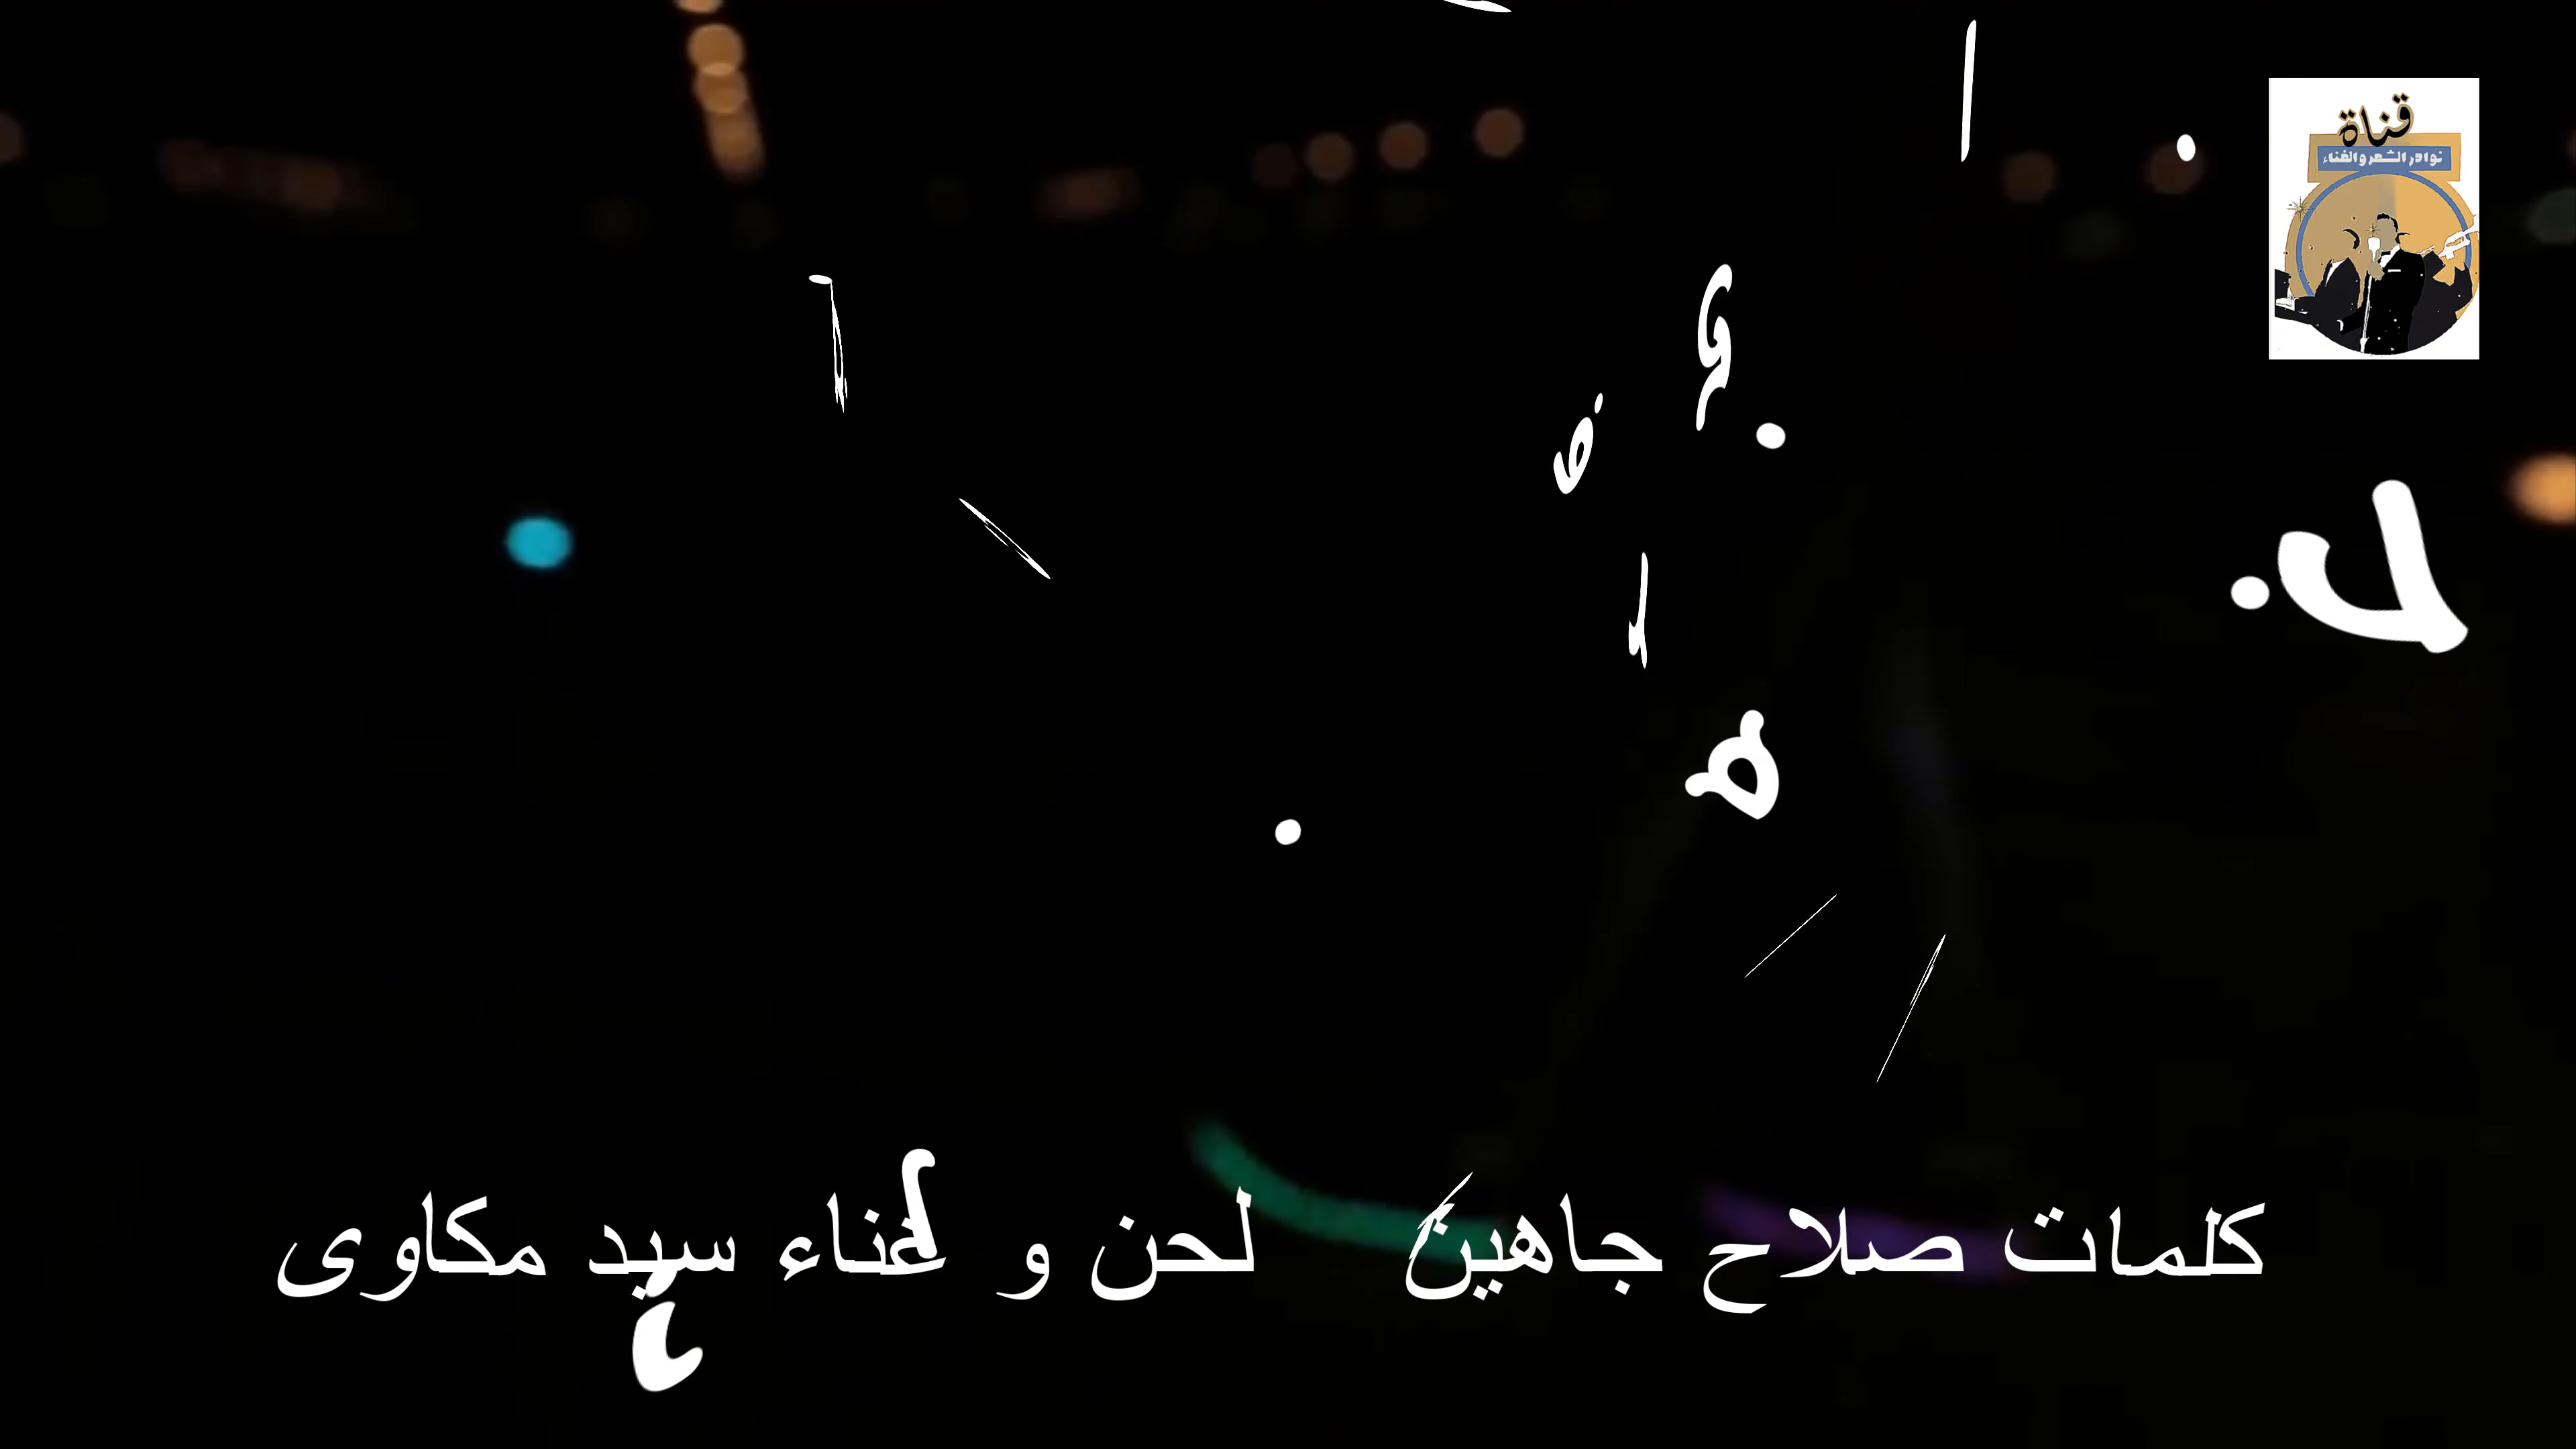 قناة
نوادر الشعر والغناء
كلمات صلاح جاهين لحن و غناء سيد مكاوى